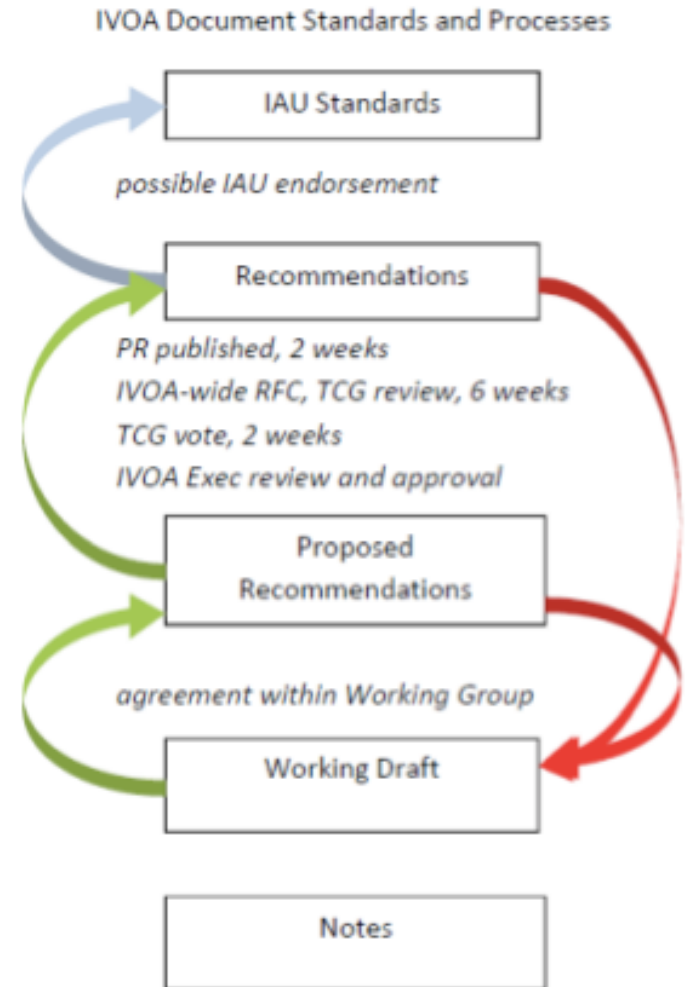 IVOA Document Standards and Processes
IAU Standards
possible IAU endorsement
Recommendations
PR published, 2 weeks
IVOA-wide RFC, TCG review, 6 weeks
TCG vote, 2 weeks
IVOA Exec review and approval
Proposed
Recommendations
agreement within Working Group
Working Draft
Notes